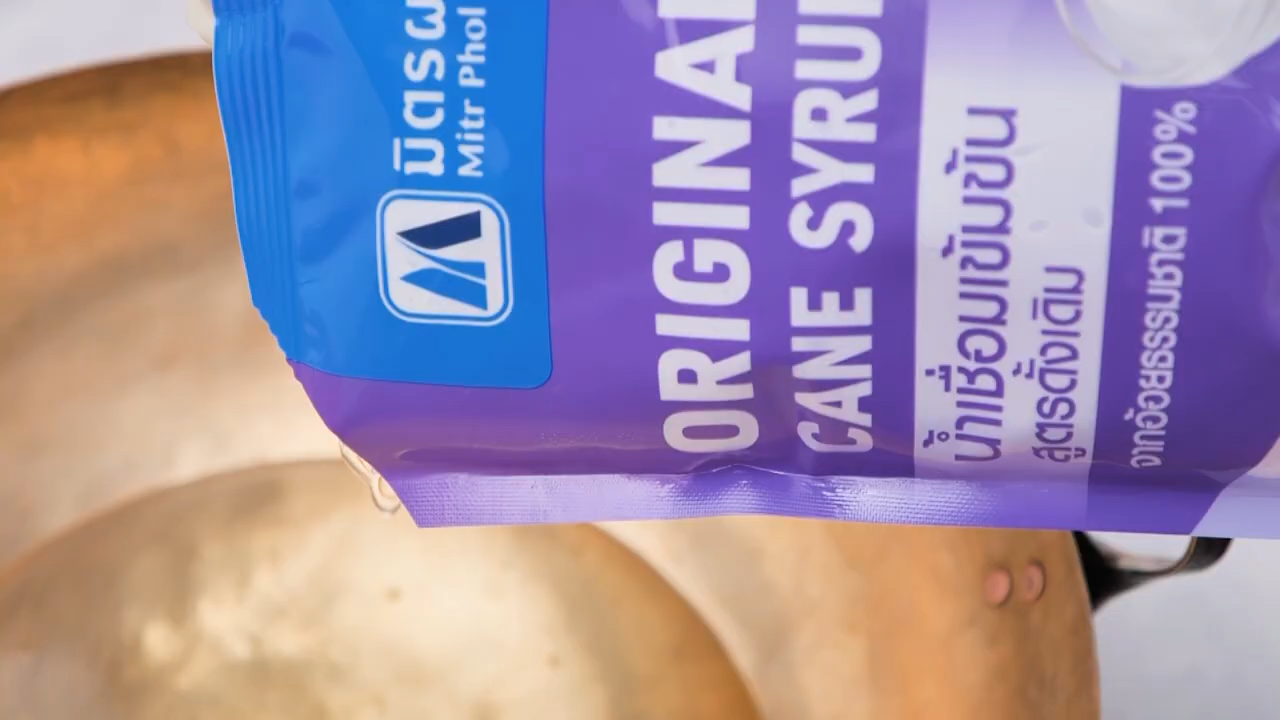 มิตรผ
Mitr Phol
ORIGINA
CANE SYRU
น้ำเชื่อมเข้มข้น
สูตรดั้งเดิม
จากอ้อยธรรมชาติ 100%